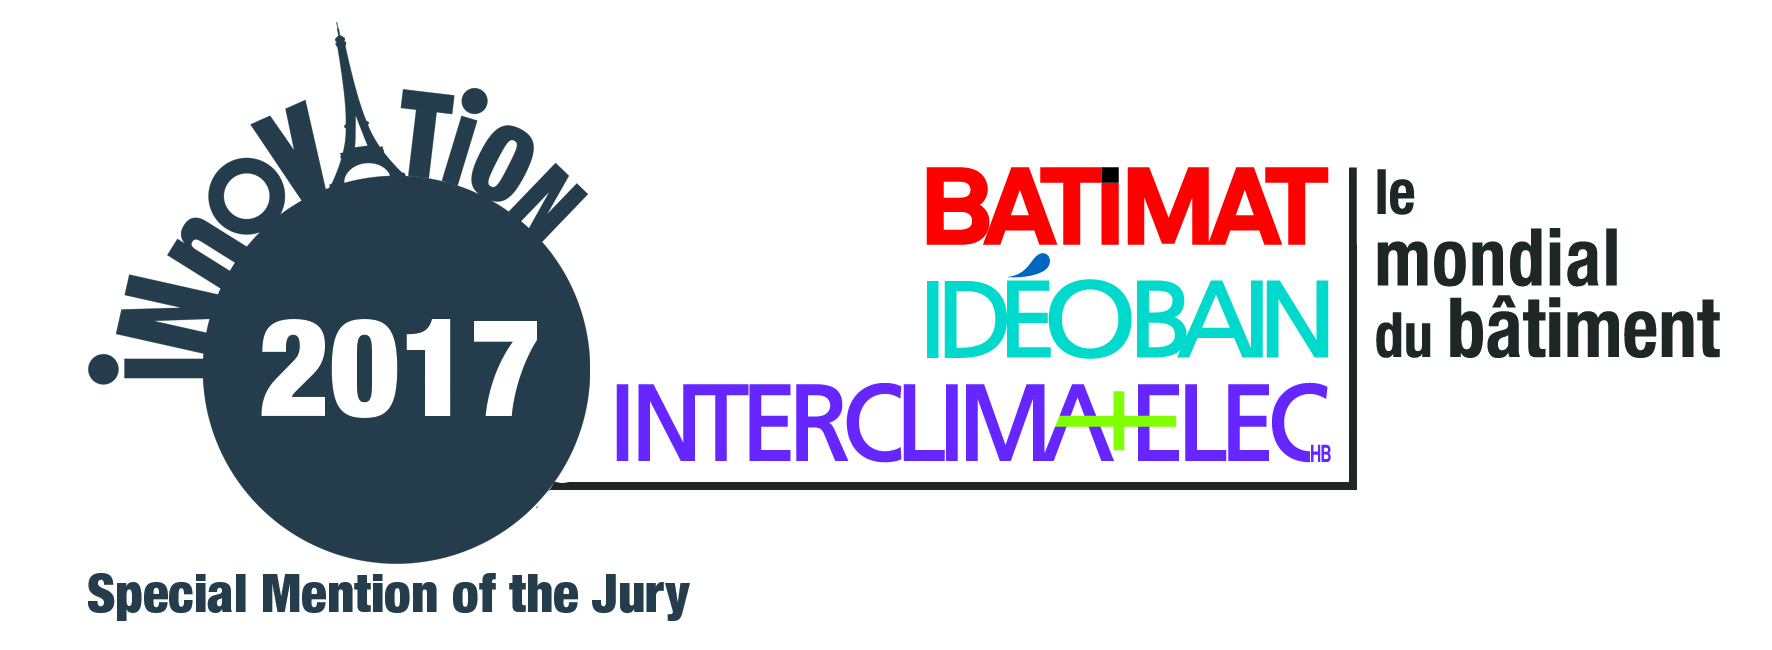 iNnovATiON
2017
Special Mention of the Jury
BATiMAT
IDÉOBAIN
INTERCLIMA+ELEC HB
le
mondial
du bâtiment